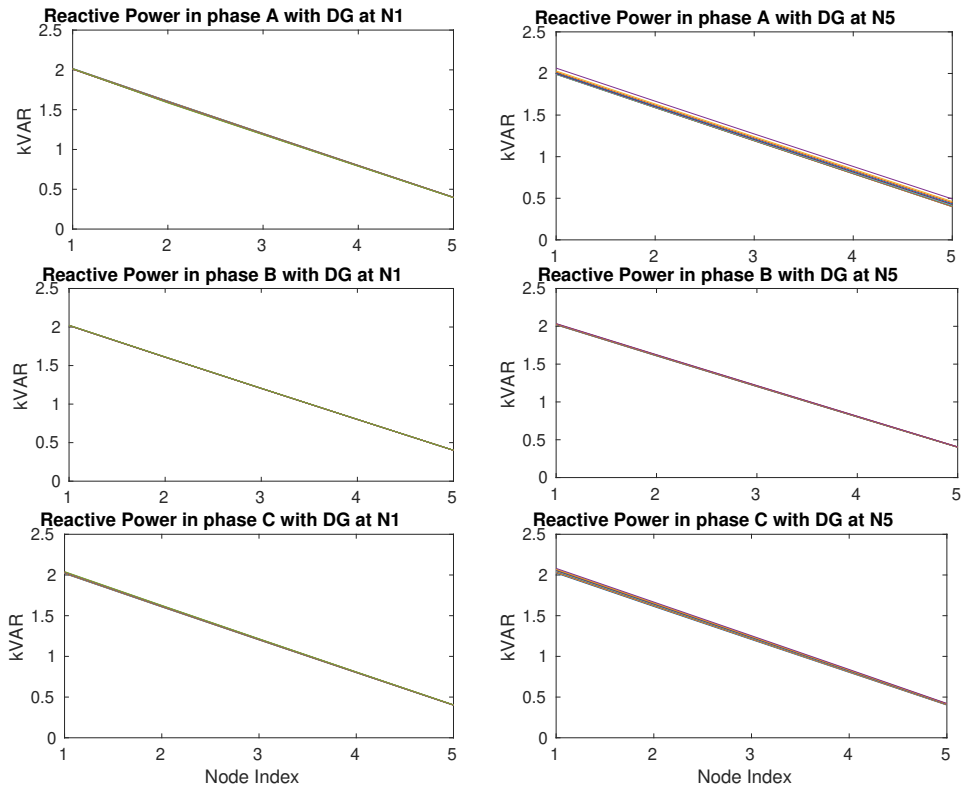 Reactive Power in phase A with DG at N1
2.5
2
1.5
1
0.5
0
kVAR
1 2 3 4 5
Reactive Power in phase A with DG at N5
2.5
2
1.5
1
0.5
0
kVAR
1 2 3 4 5
Reactive Power in phase B with DG at N1
2.5
2
1.5
1
0.5
0
kVAR
1 2 3 4 5
Reactive Power in phase B with DG at N5
2.5
2
1.5
1
0.5
0
kVAR
1 2 3 4 5
Reactive Power in phase C with DG at N1
2.5
2
1.5
1
0.5
0
kVAR
1 2 3 4 5
Node Index
Reactive Power in phase C with DG at N5
2.5
2
1.5
1
0.5
0
kVAR
1 2 3 4 5
Node Index